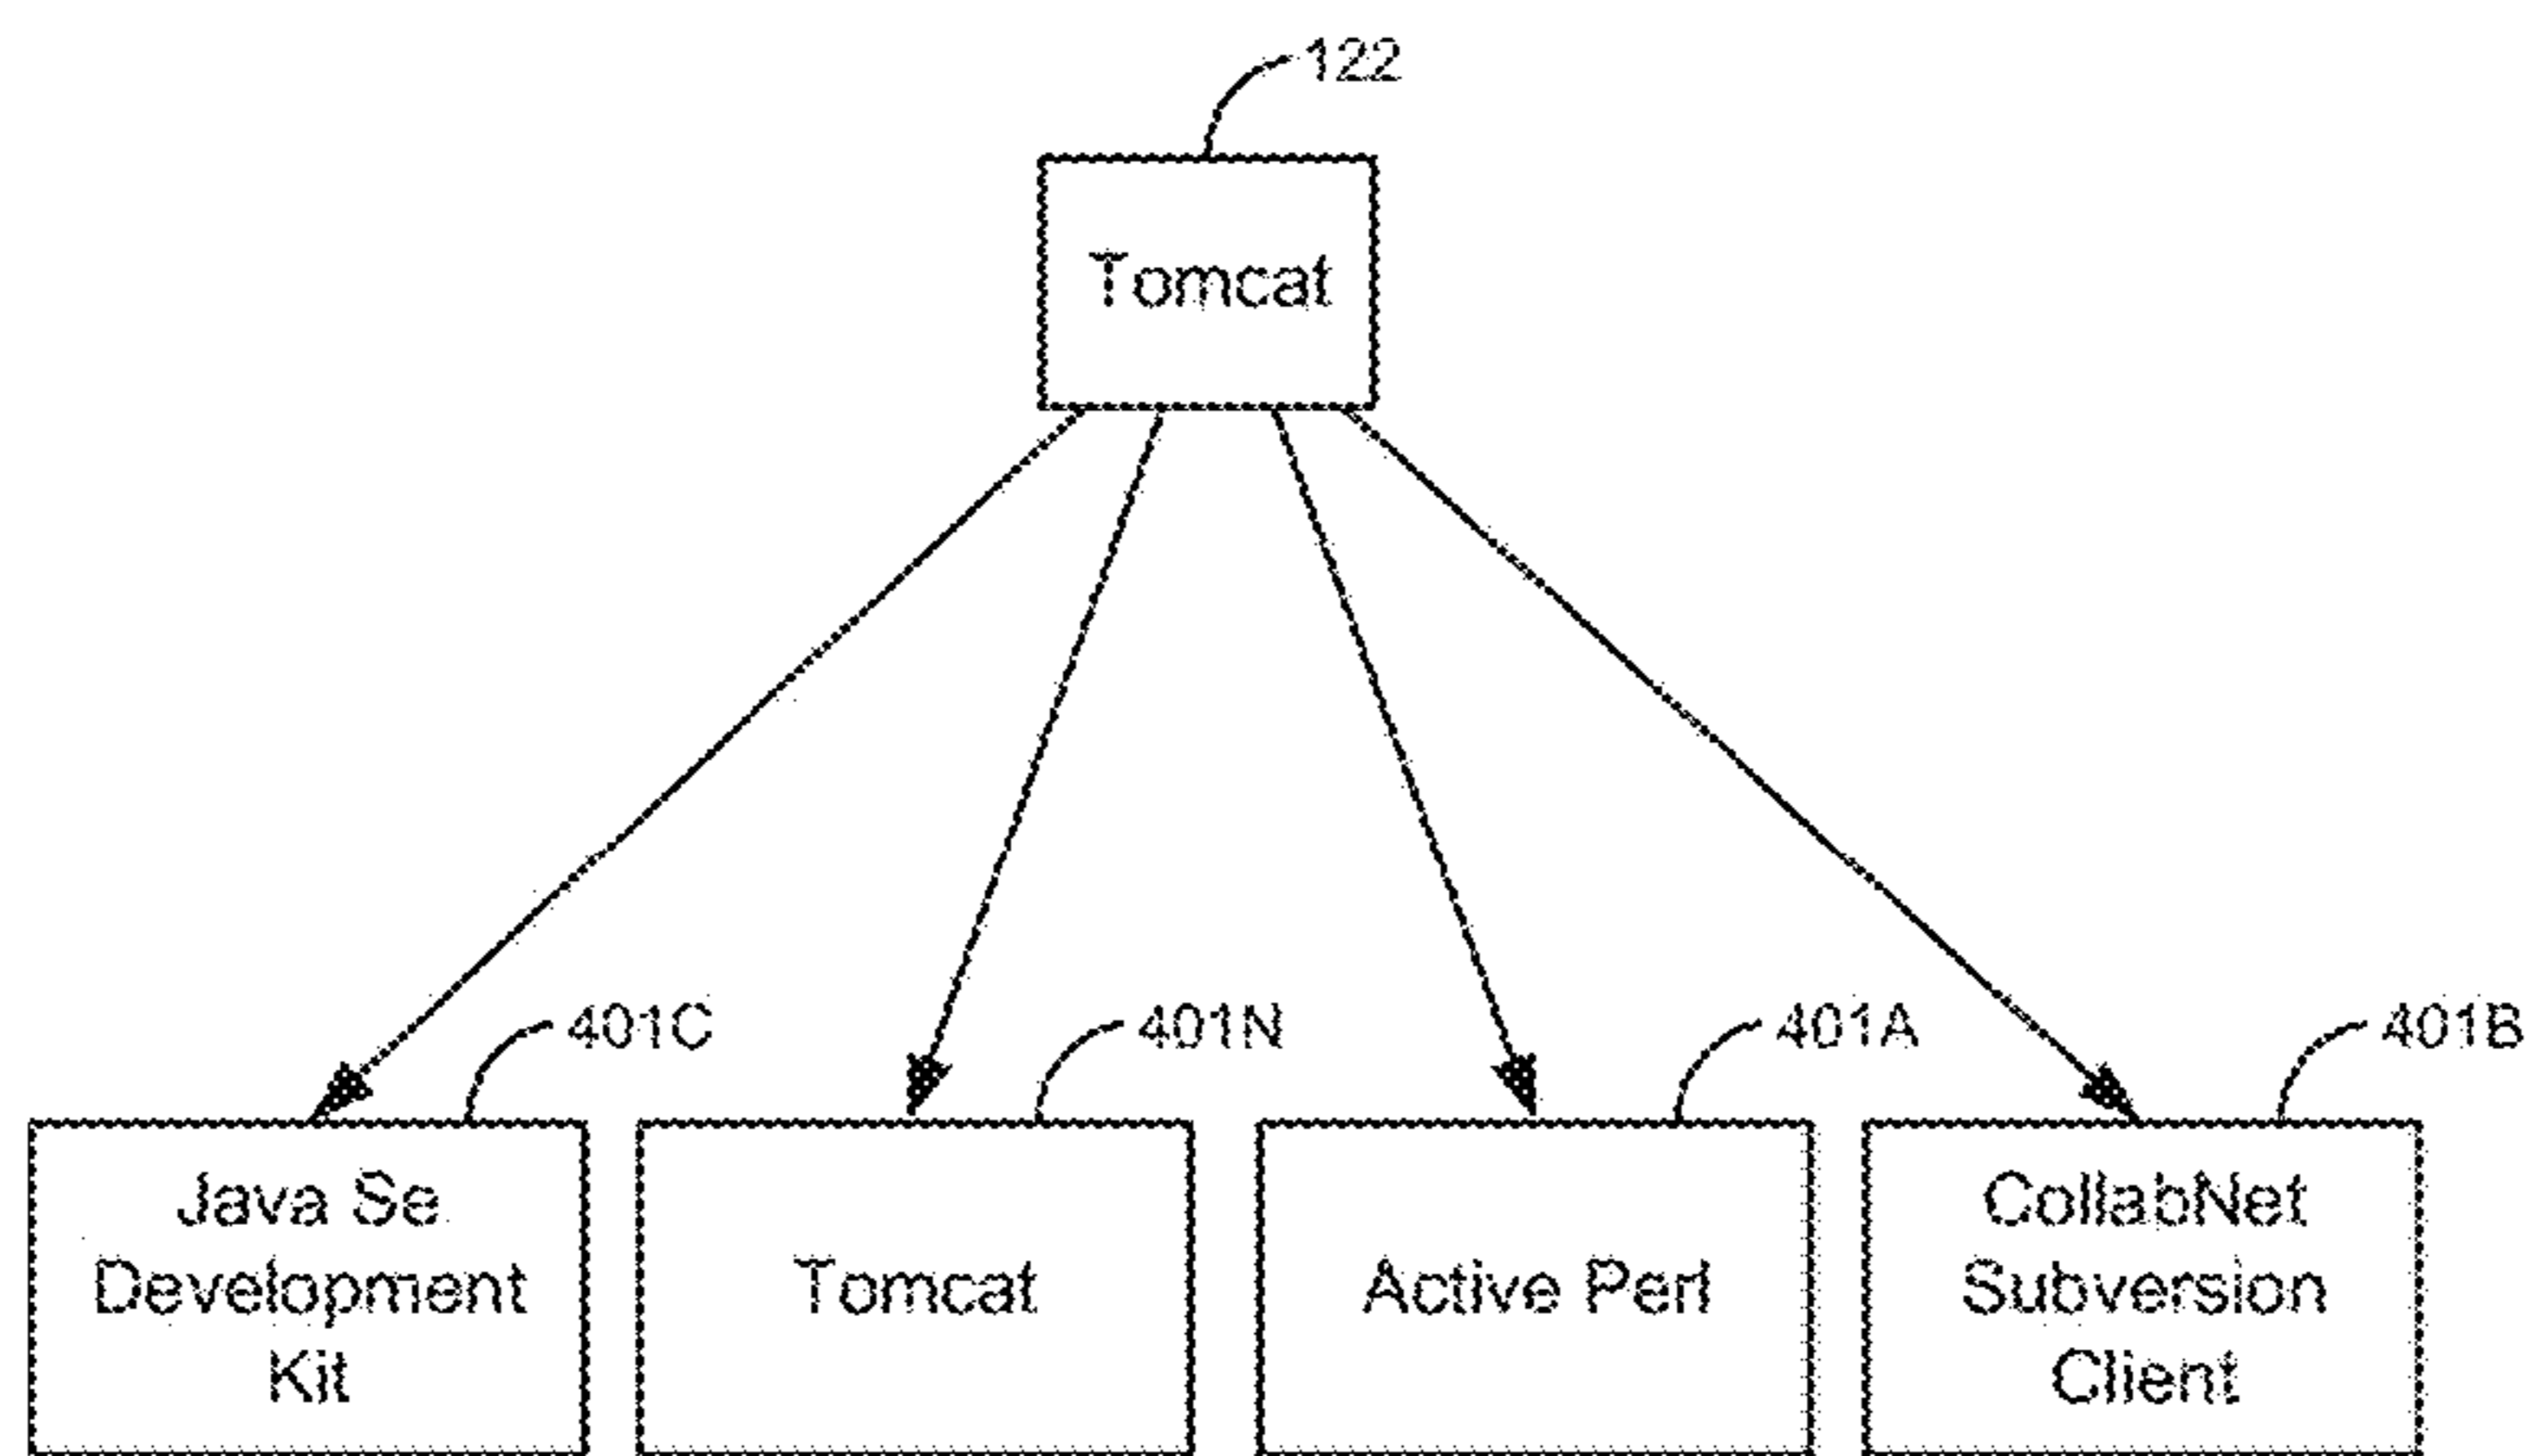 122
Tomcat
401C
401N
401A
401B
Java Se
Development
Kit
Tomcat
Active Perl
CollabNet
Subversion
Client